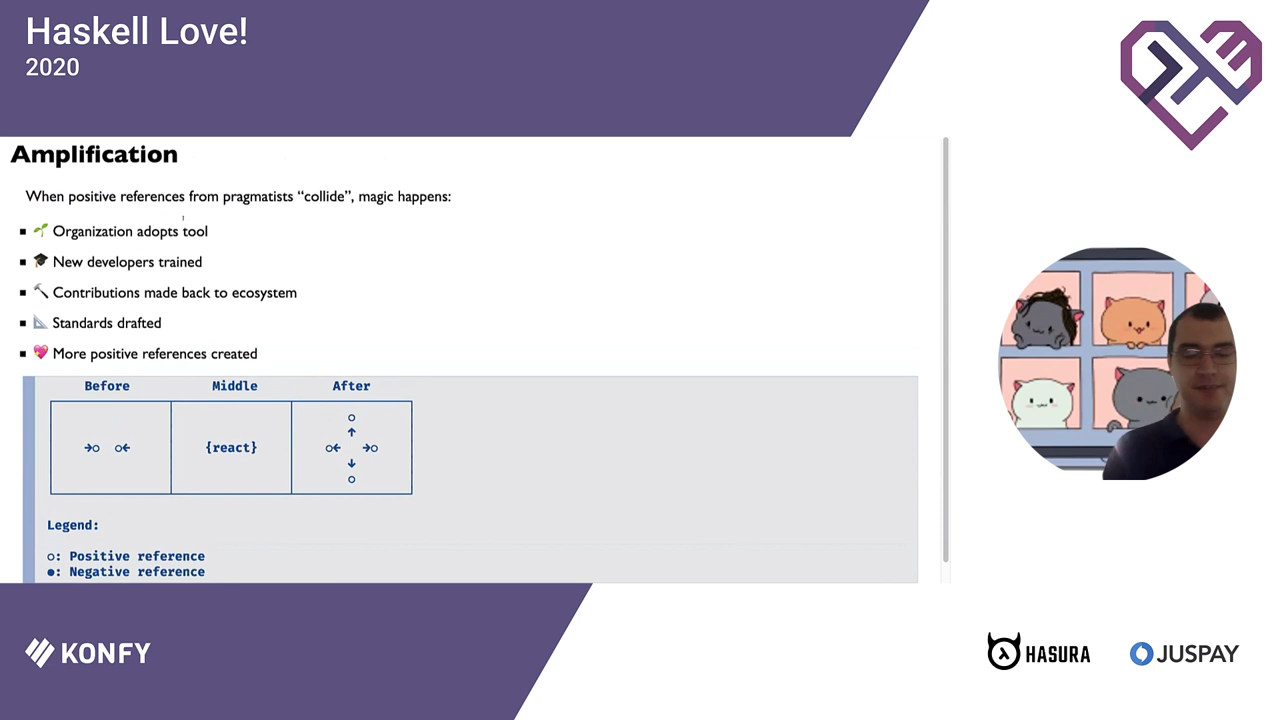 Haskell Love!
2020
Amplification
When positive references from pragmatists “collide”, magic happens:
▪ 🌱 Organization adopts tool
▪ 🎓 New developers trained
▪ 🔨 Contributions made back to ecosystem
▪ 📐 Standards drafted
▪ 💖 More positive references created
Before Middle After
→○ ○← {react} ○ ↑ ○← →○ ↓ ○
Legend:
○: Positive reference
●: Negative reference
KONFY
HASURA
JUSPAY